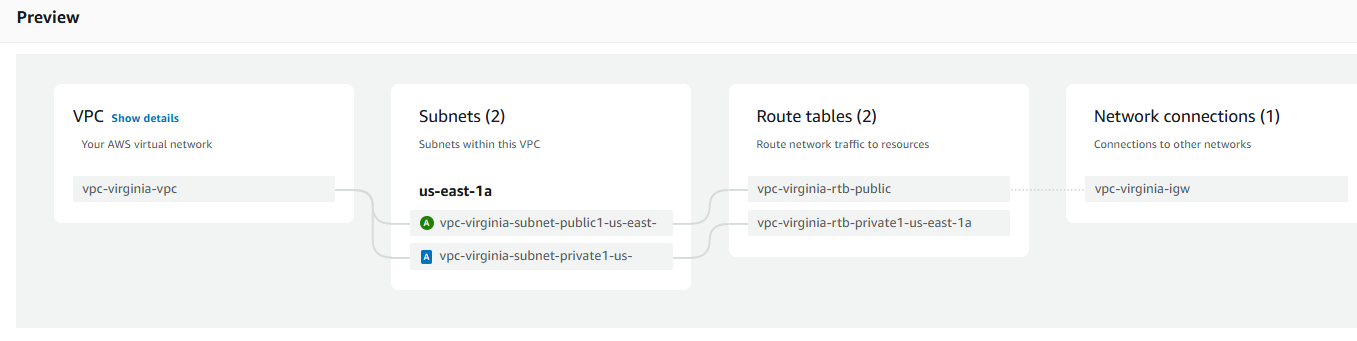 Preview
VPC Show details
Your AWS virtual network
vpc-virginia-vpc
Subnets (2)
Subnets within this VPC
us-east-1a
A vpc-virginia-subnet-public1-us-east-
A vpc-virginia-subnet-private1-us-
Route tables (2)
Route network traffic to resources
vpc-virginia-rtb-public
vpc-virginia-rtb-private1-us-east-1a
Network connections (1)
Connections to other networks
vpc-virginia-igw